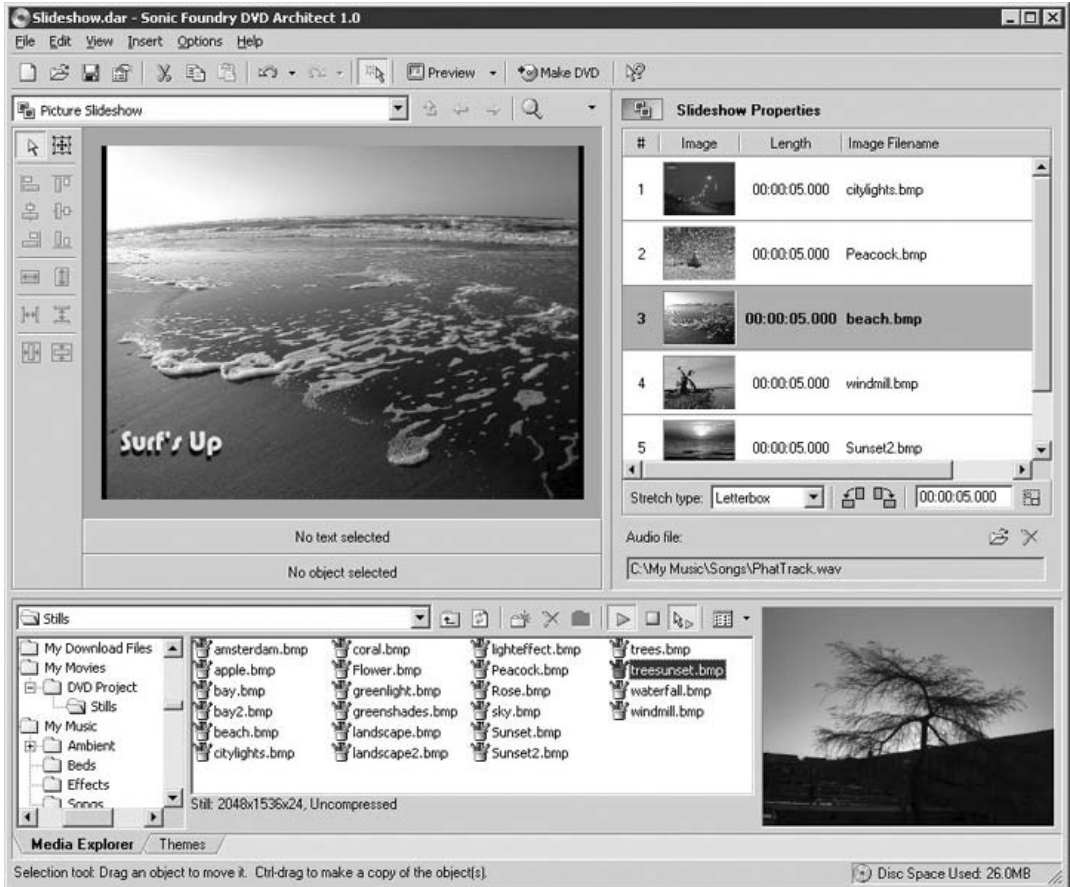 Slideshow.dar - Sonic Foundry DVD Architect 1.0
File Edit View Insert Options Help
Preview Make DVD
Picture Slideshow
Surf's Up
No text selected
No object selected
Slideshow Properties
# Image Length Image Filename
1 00:00:05.000 citylights.bmp
2 00:00:05.000 Peacock.bmp
3 00:00:05.000 beach.bmp
4 00:00:05.000 windmill.bmp
5 00:00:05.000 Sunset2.bmp
Stretch type: Letterbox 00:00:05.000
Audio file:
C:\My Music\Songs\PhatTrack.wav
Stills
My Download Files
My Movies
DVD Project
Stills
My Music
Ambient
Beds
Effects
Songs
amsterdam.bmp coral.bmp lighteffect.bmp trees.bmp
apple.bmp Flower.bmp Peacock.bmp treesunset.bmp
bay.bmp greenlight.bmp Rose.bmp waterfall.bmp
bay2.bmp greenshades.bmp sky.bmp windmill.bmp
beach.bmp landscape.bmp Sunset.bmp
citylights.bmp landscape2.bmp Sunset2.bmp
Still: 2048x1536x24, Uncompressed
Media Explorer Themes
Selection tool: Drag an object to move it. Ctrl-drag to make a copy of the object(s).
Disc Space Used: 26.0MB